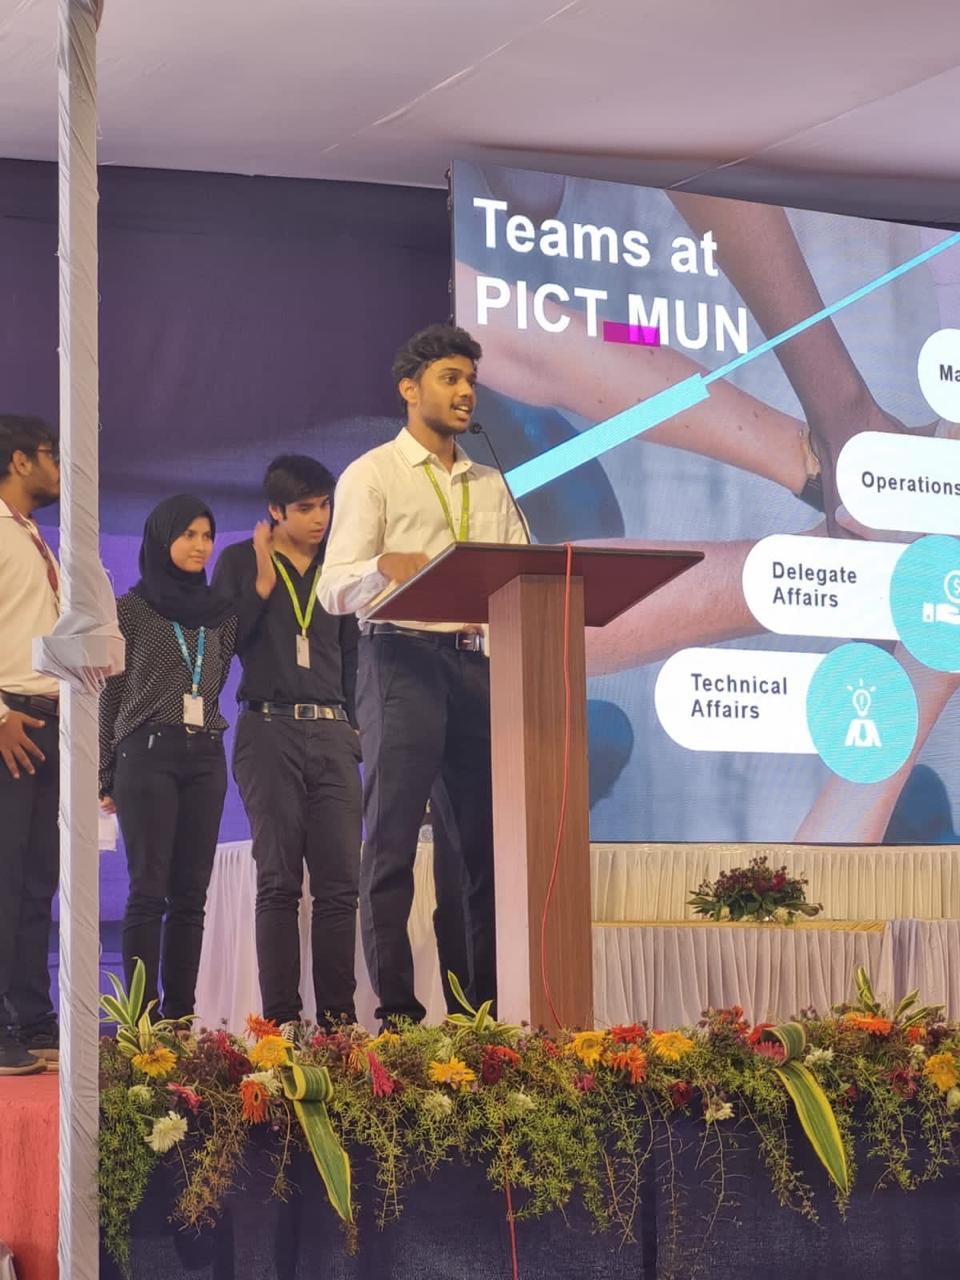 Teams at
PICT MUN
Operations
Delegate
Affairs
Technical
Affairs